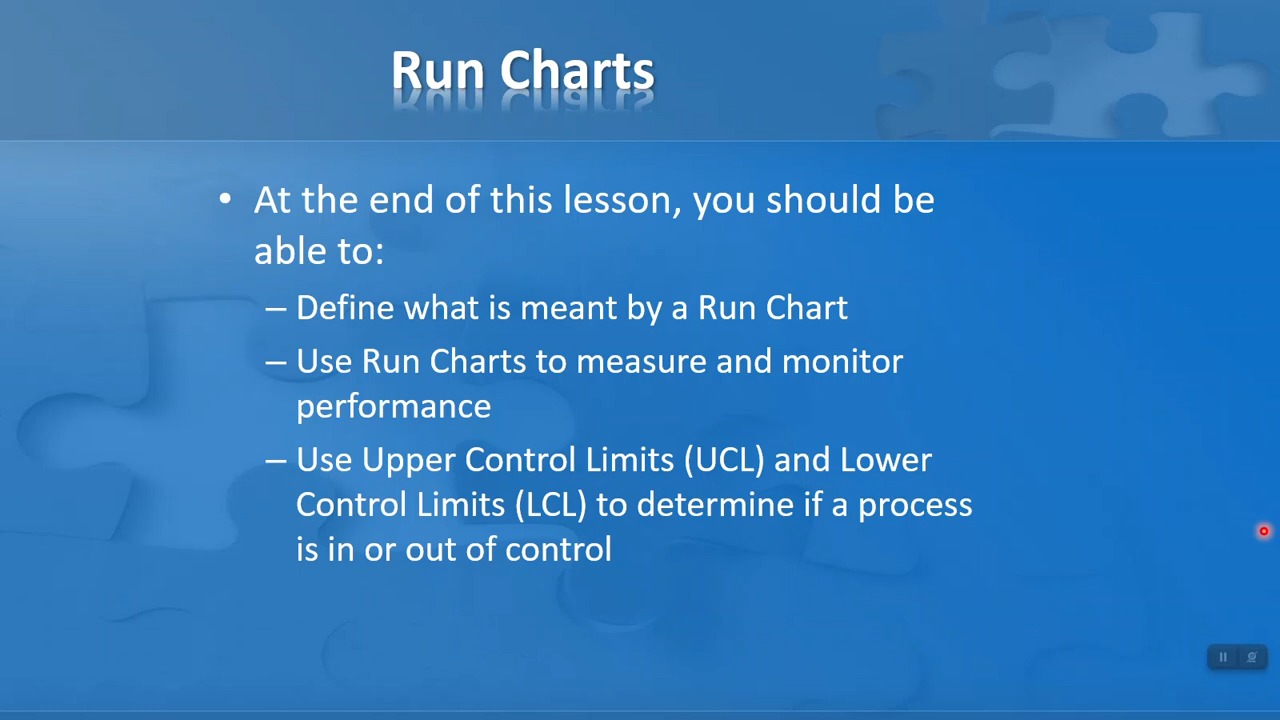 Run Charts
• At the end of this lesson, you should be
able to:
– Define what is meant by a Run Chart
– Use Run Charts to measure and monitor
performance
– Use Upper Control Limits (UCL) and Lower
Control Limits (LCL) to determine if a process
is in or out of control